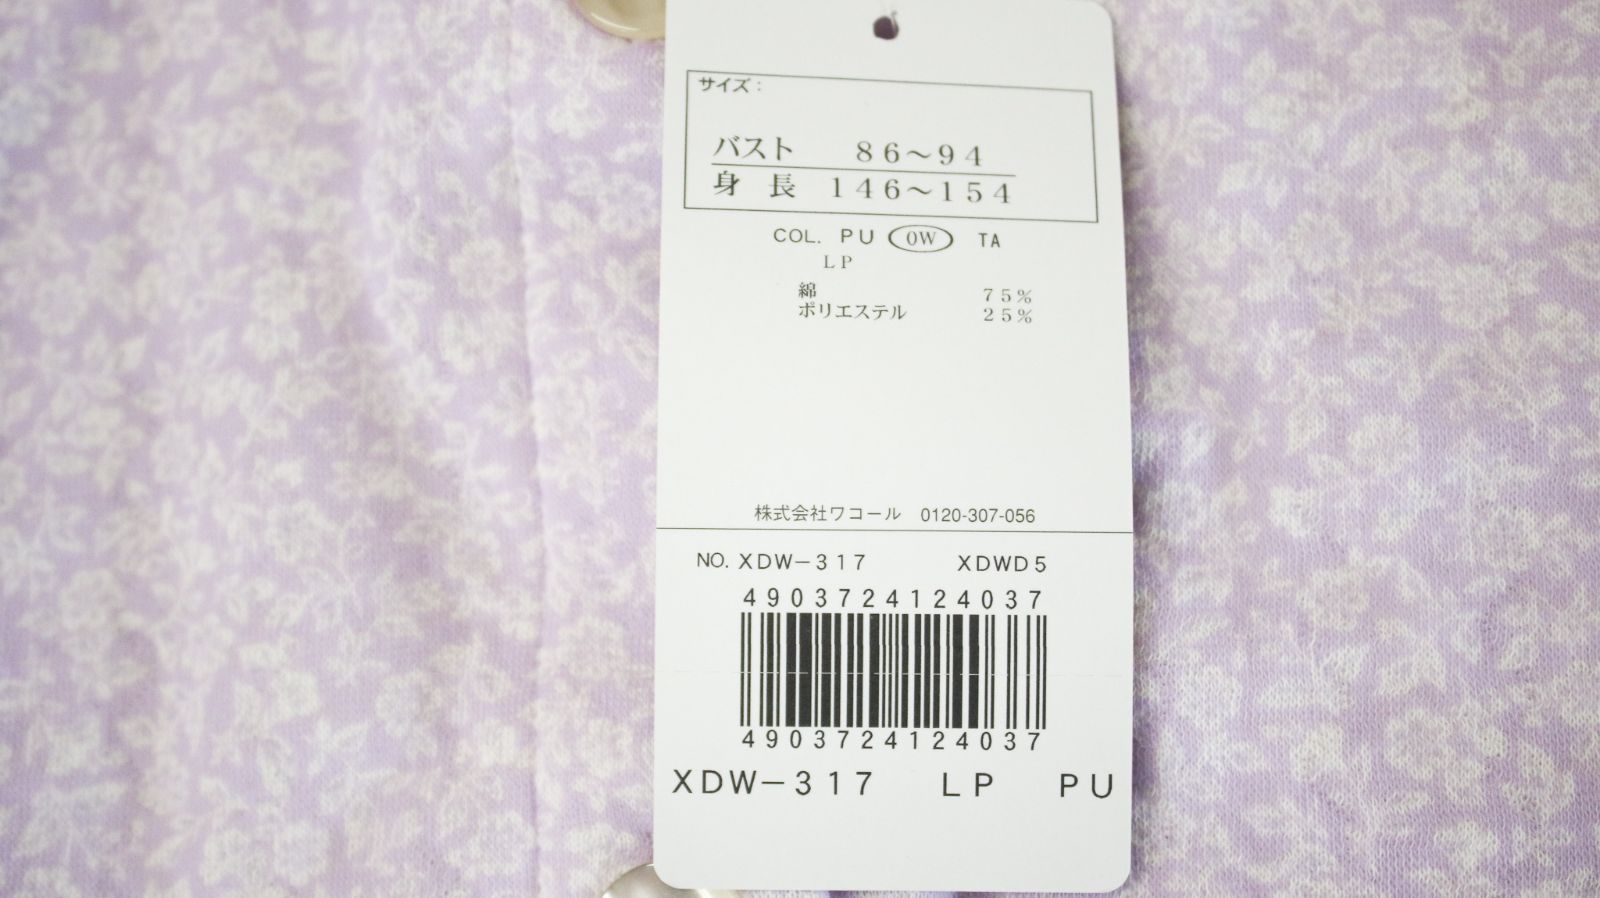 サイズ：
バスト 86～94
身 長 146～154
COL. PU 0W TA
LP
綿 75%
ポリエステル 25%
株式会社ワコール 0120-307-056
NO. XDW－317 XDWD5
4903724124037
4903724124037
XDW－317 LP PU